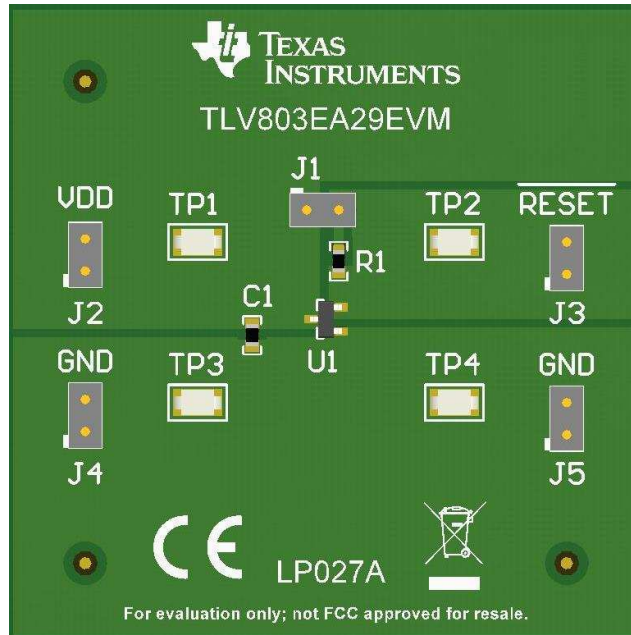 TEXAS
INSTRUMENTS
TLV803EA29EVM
J1
VDD
TP1
TP2
RESET
R1
J2
C1
J3
GND
TP3
U1
TP4
GND
J4
J5
CE
LP027A
For evaluation only; not FCC approved for resale.